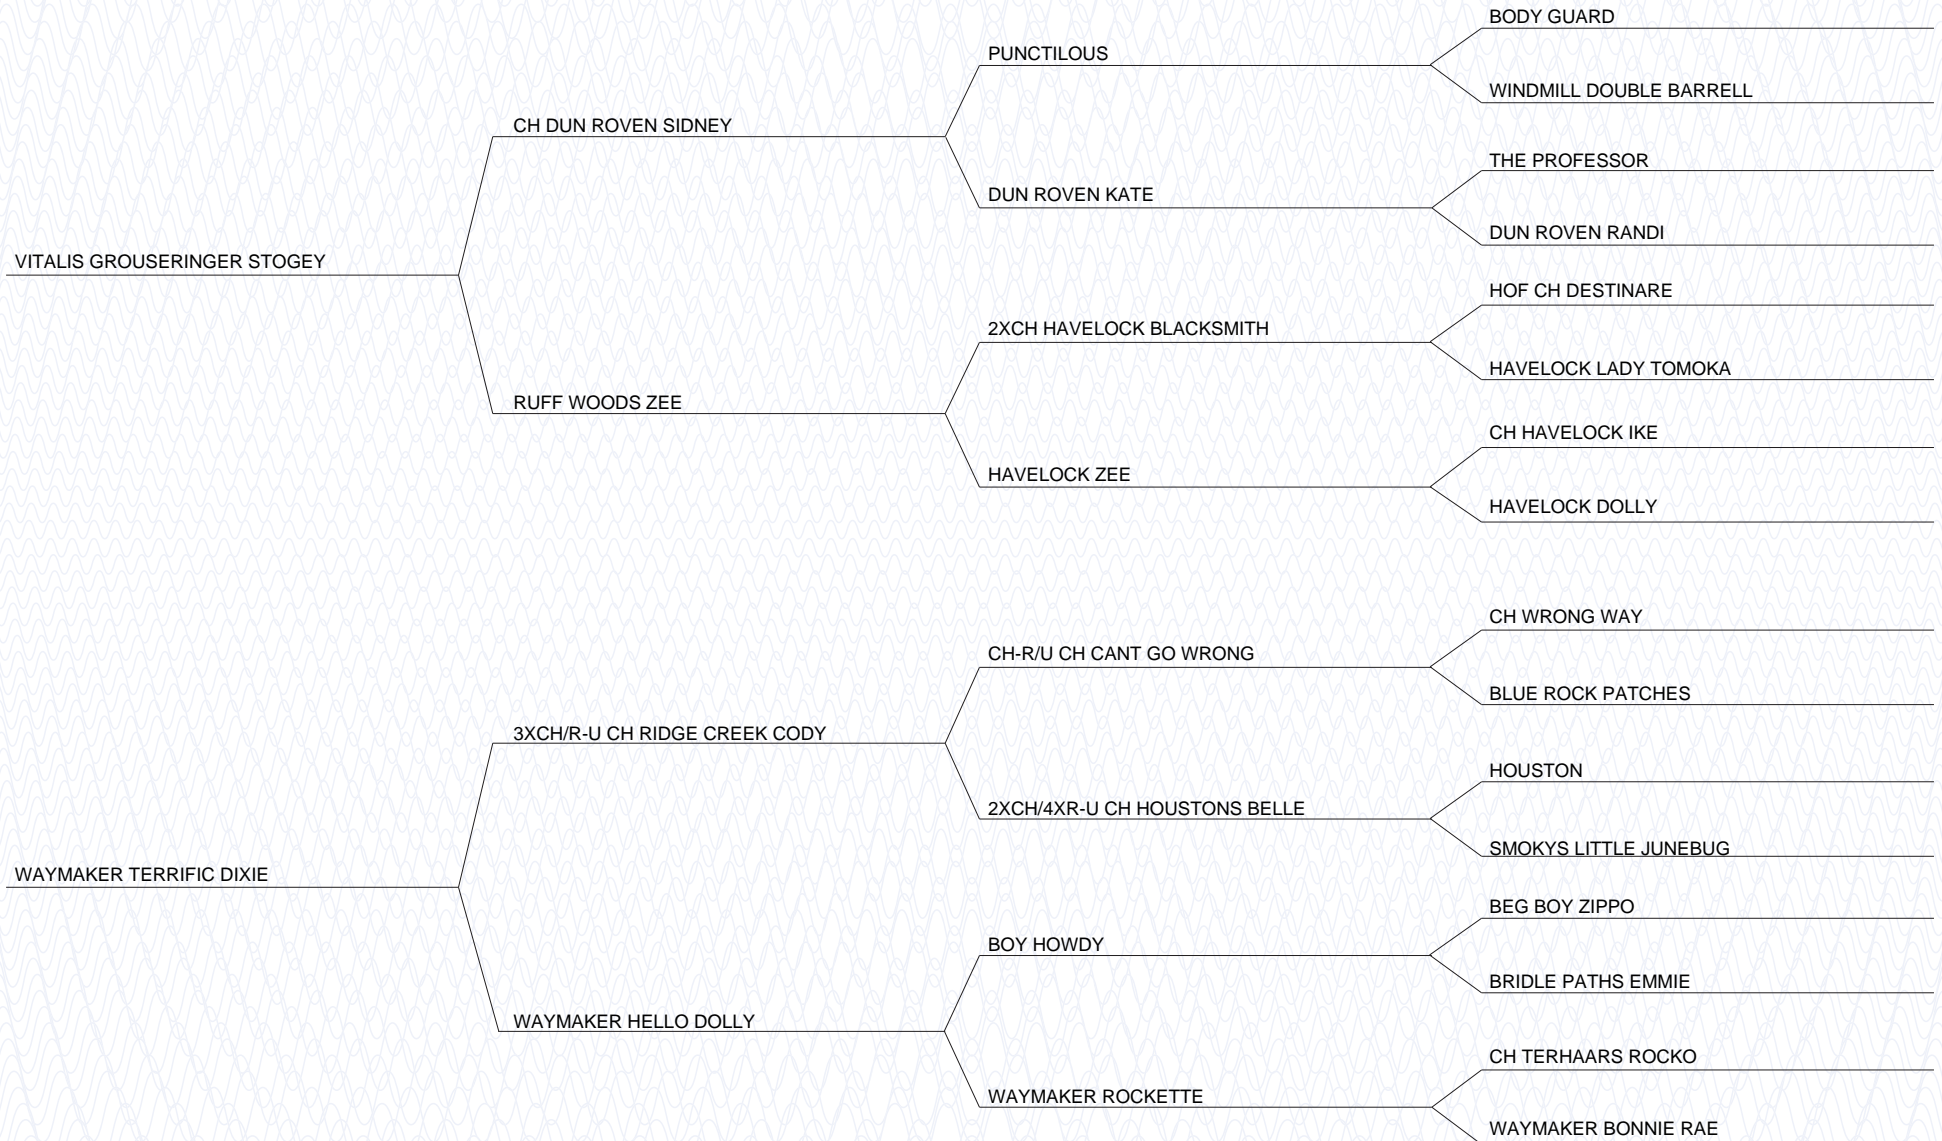 BODY GUARD
PUNCTILOUS
WINDMILL DOUBLE BARRELL
CH DUN ROVEN SIDNEY
THE PROFESSOR
DUN ROVEN KATE
DUN ROVEN RANDI
VITALIS GROUSERINGER STOGEY
HOF CH DESTINARE
2XCH HAVELOCK BLACKSMITH
HAVELOCK LADY TOMOKA
RUFF WOODS ZEE
CH HAVELOCK IKE
HAVELOCK ZEE
HAVELOCK DOLLY
CH WRONG WAY
CH-R/U CH CANT GO WRONG
BLUE ROCK PATCHES
3XCH/R-U CH RIDGE CREEK CODY
HOUSTON
2XCH/4XR-U CH HOUSTONS BELLE
SMOKYS LITTLE JUNEBUG
WAYMAKER TERRIFIC DIXIE
BEG BOY ZIPPO
BOY HOWDY
BRIDLE PATHS EMMIE
WAYMAKER HELLO DOLLY
CH TERHAARS ROCKO
WAYMAKER ROCKETTE
WAYMAKER BONNIE RAE